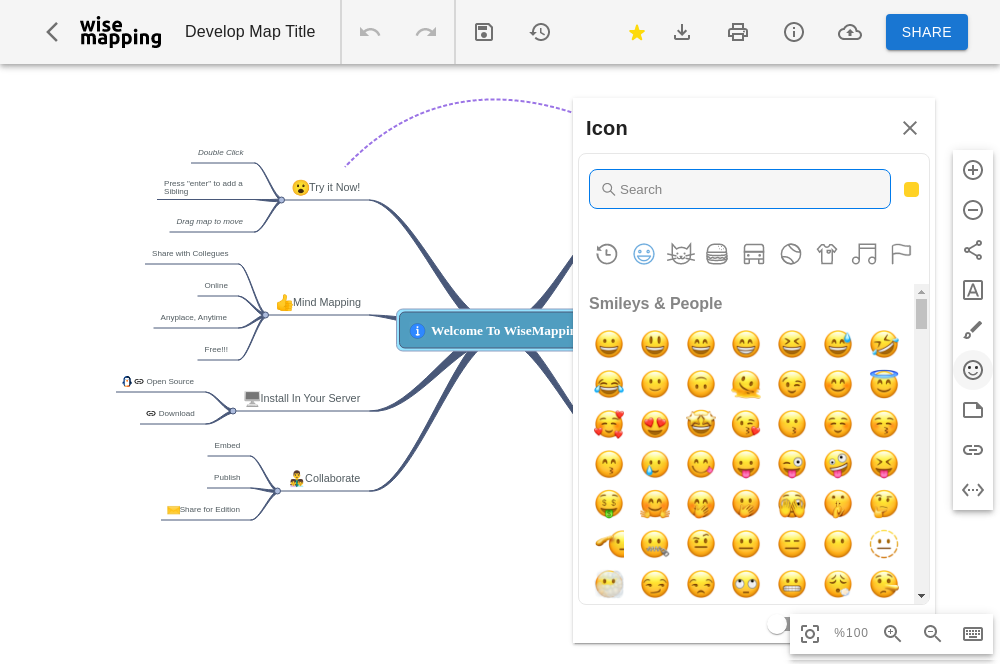 wise
mapping
Develop Map Title
SHARE
Icon
Search
Smileys & People
Double Click
Press "enter" to add a
Sibling
Drag map to move
Try it Now!
Share with Collegues
Online
Anyplace, Anytime
Free!!!
Mind Mapping
Welcome To WiseMappin
Open Source
Download
Install In Your Server
Embed
Publish
Share for Edition
Collaborate
%100